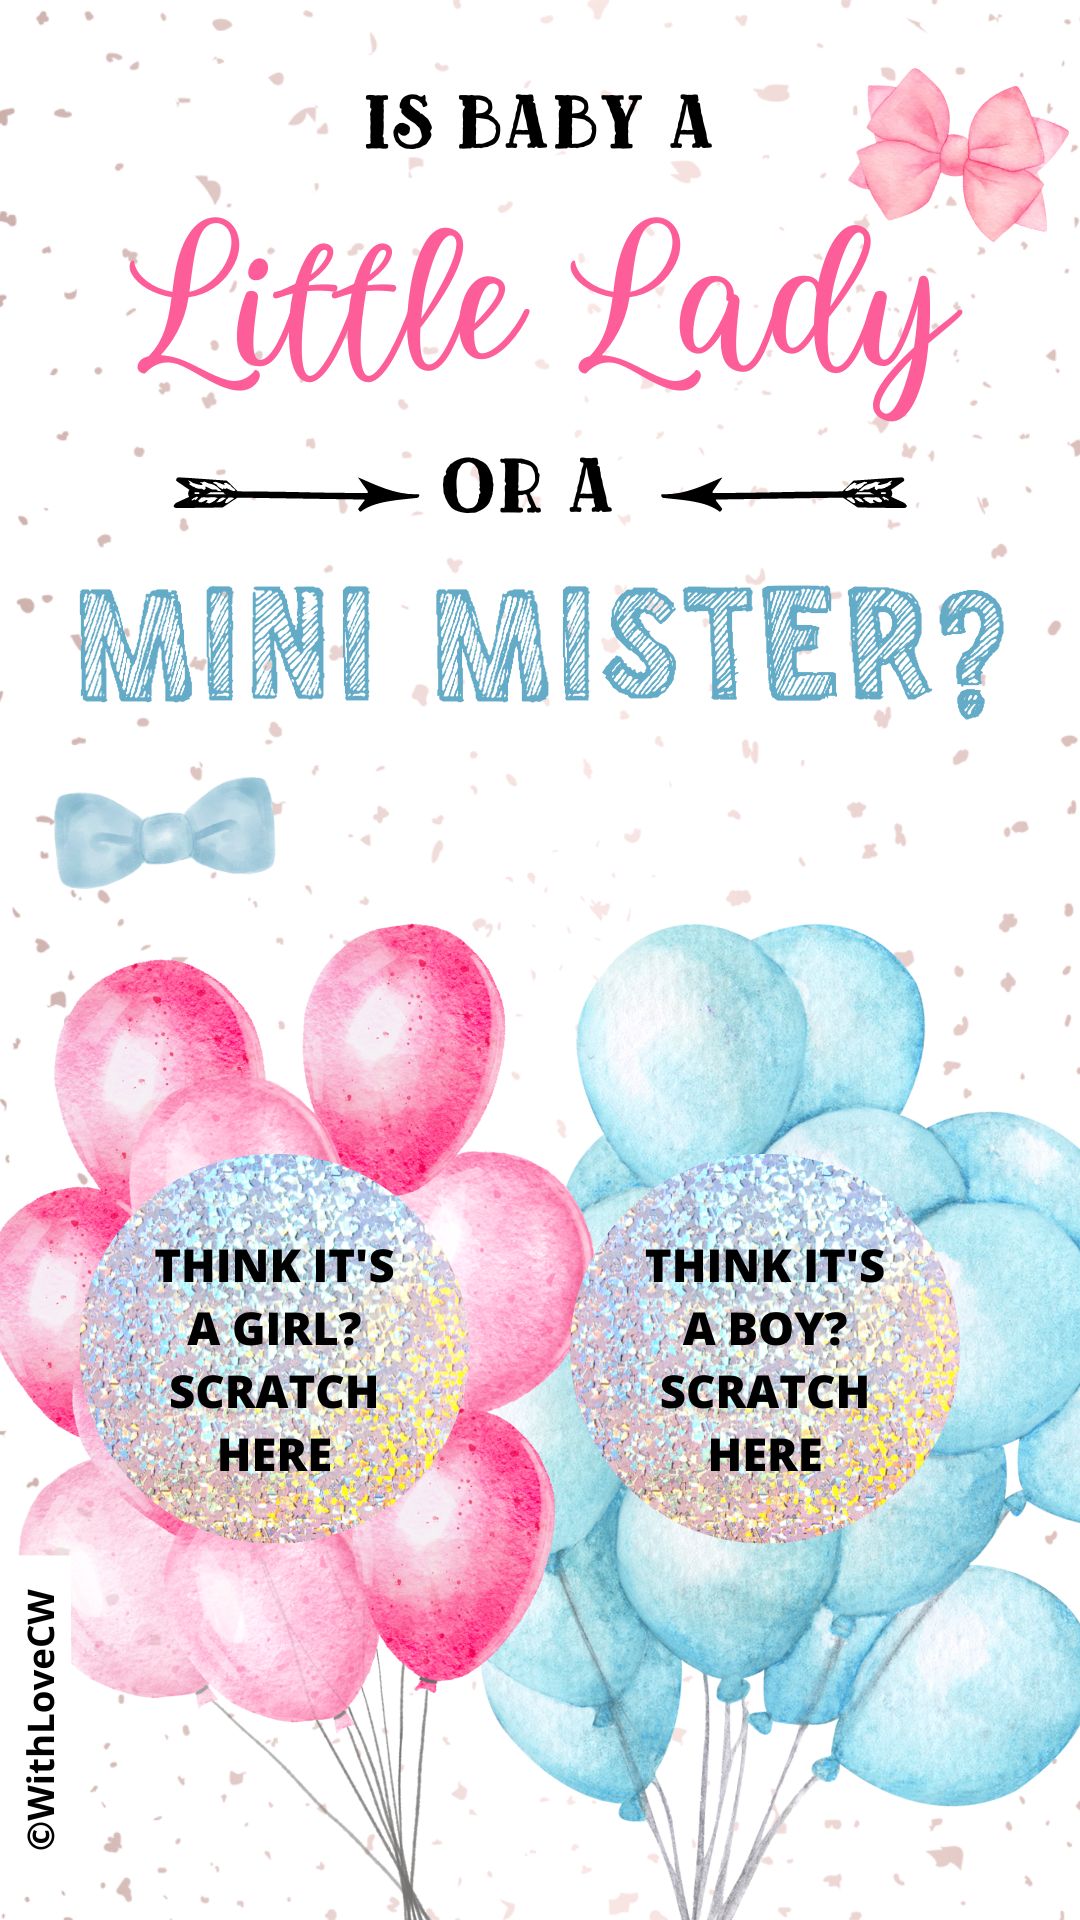 IS BABY A
Little Lady
OR A
MINI MISTER?
THINK IT'S
A GIRL?
SCRATCH
HERE
THINK IT'S
A BOY?
SCRATCH
HERE
©WithLoveCW